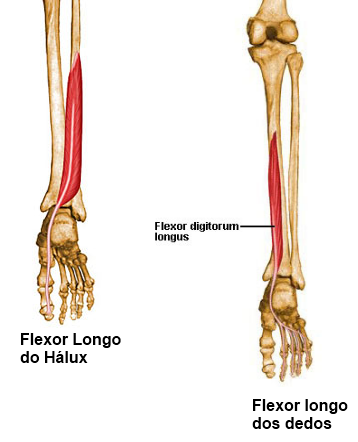 Flexor digitorum
longus
Flexor Longo
do Hálux
Flexor longo
dos dedos